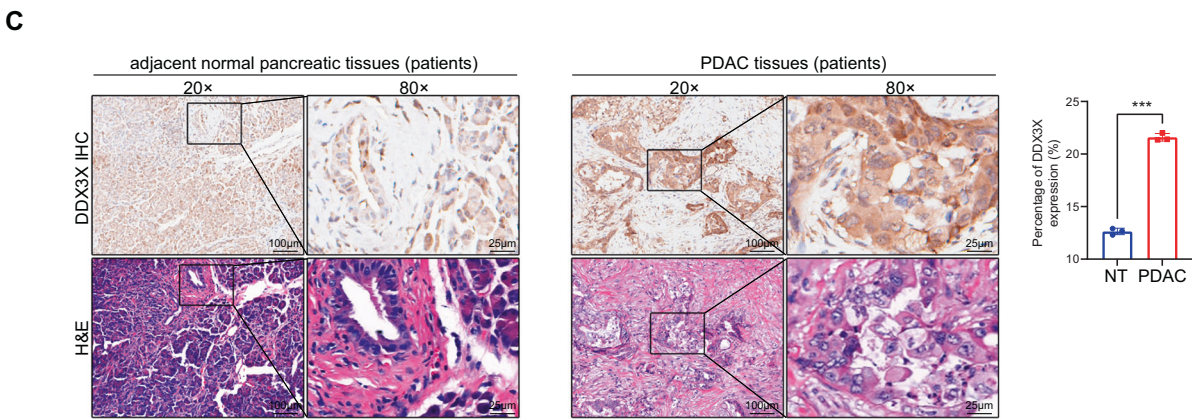 C
adjacent normal pancreatic tissues (patients)
20×
80×
PDAC tissues (patients)
20×
80×
DDX3X IHC
100μm
25μm
100μm
25μm
H&E
100μm
25μm
100μm
25μm
Percentage of DDX3X
expression (%)
25
20
15
10
***
NT
PDAC